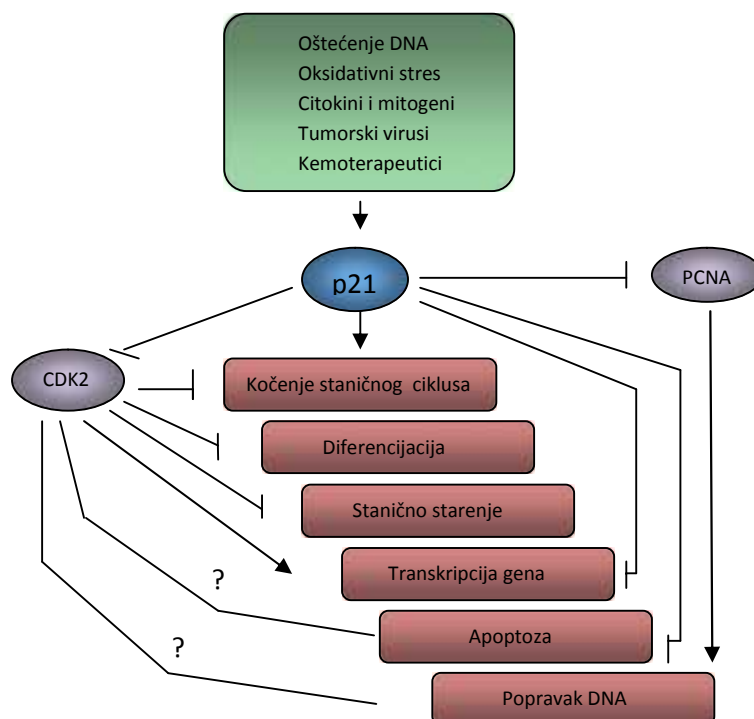 Oštećenje DNA
Oksidativni stres
Citokini i mitogeni
Tumorski virusi
Kemoterapeutici
p21
PCNA
CDK2
Kočenje staničnog ciklusa
Diferencijacija
Stanično starenje
Transkripcija gena
?
Apoptoza
?
Popravak DNA